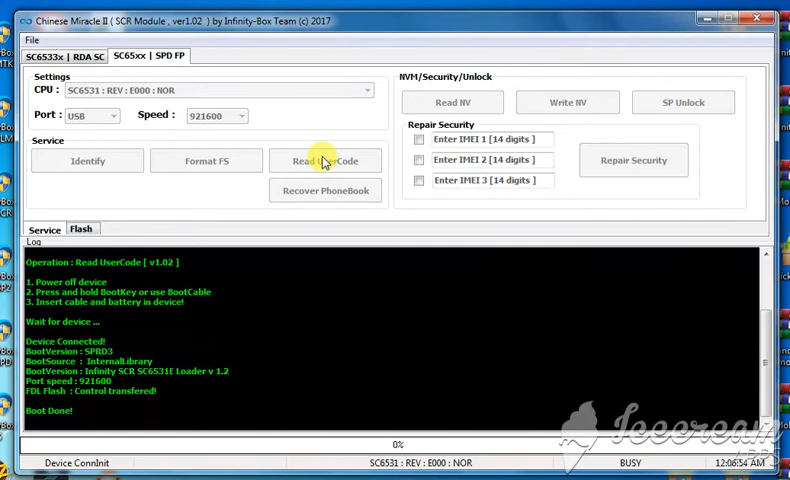 Chinese Miracle II ( SCR Module , ver1.02 ) by Infinity-Box Team (c) 2017
File
SC6533x | RDA SC
SC65xx | SPD FP
Settings
CPU : SC6531 : REV : E000 : NOR
Port : USB Speed : 921600
Service
Identify
Format FS
Read UserCode
Recover PhoneBook
NVM/Security/Unlock
Read NV
Write NV
SP Unlock
Repair Security
Enter IMEI 1 [14 digits ]
Enter IMEI 2 [14 digits ]
Enter IMEI 3 [14 digits ]
Repair Security
Service
Flash
Log
Operation : Read UserCode [ v1.02 ]
1. Power off device
2. Press and hold BootKey or use BootCable
3. Insert cable and battery in device!
Wait for device ...
Device Connected!
BootVersion : SPRD3
BootSource : InternalLibrary
BootVersion : Infinity SCR SC6531E Loader v 1.2
Port speed : 921600
FDL Flash : Control transfered!
Boot Done!
0%
Device ConnInit
SC6531 : REV : E000 : NOR
BUSY
12:06:54 AM
Icecream
APPS